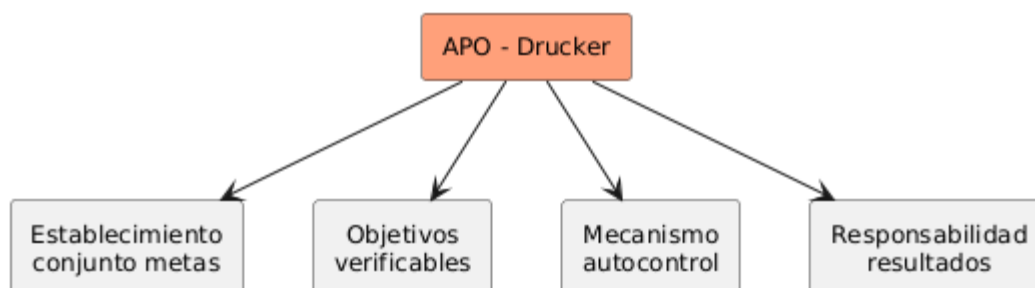 APO - Drucker
Establecimiento
conjunto metas
Objetivos
verificables
Mecanismo
autocontrol
Responsabilidad
resultados